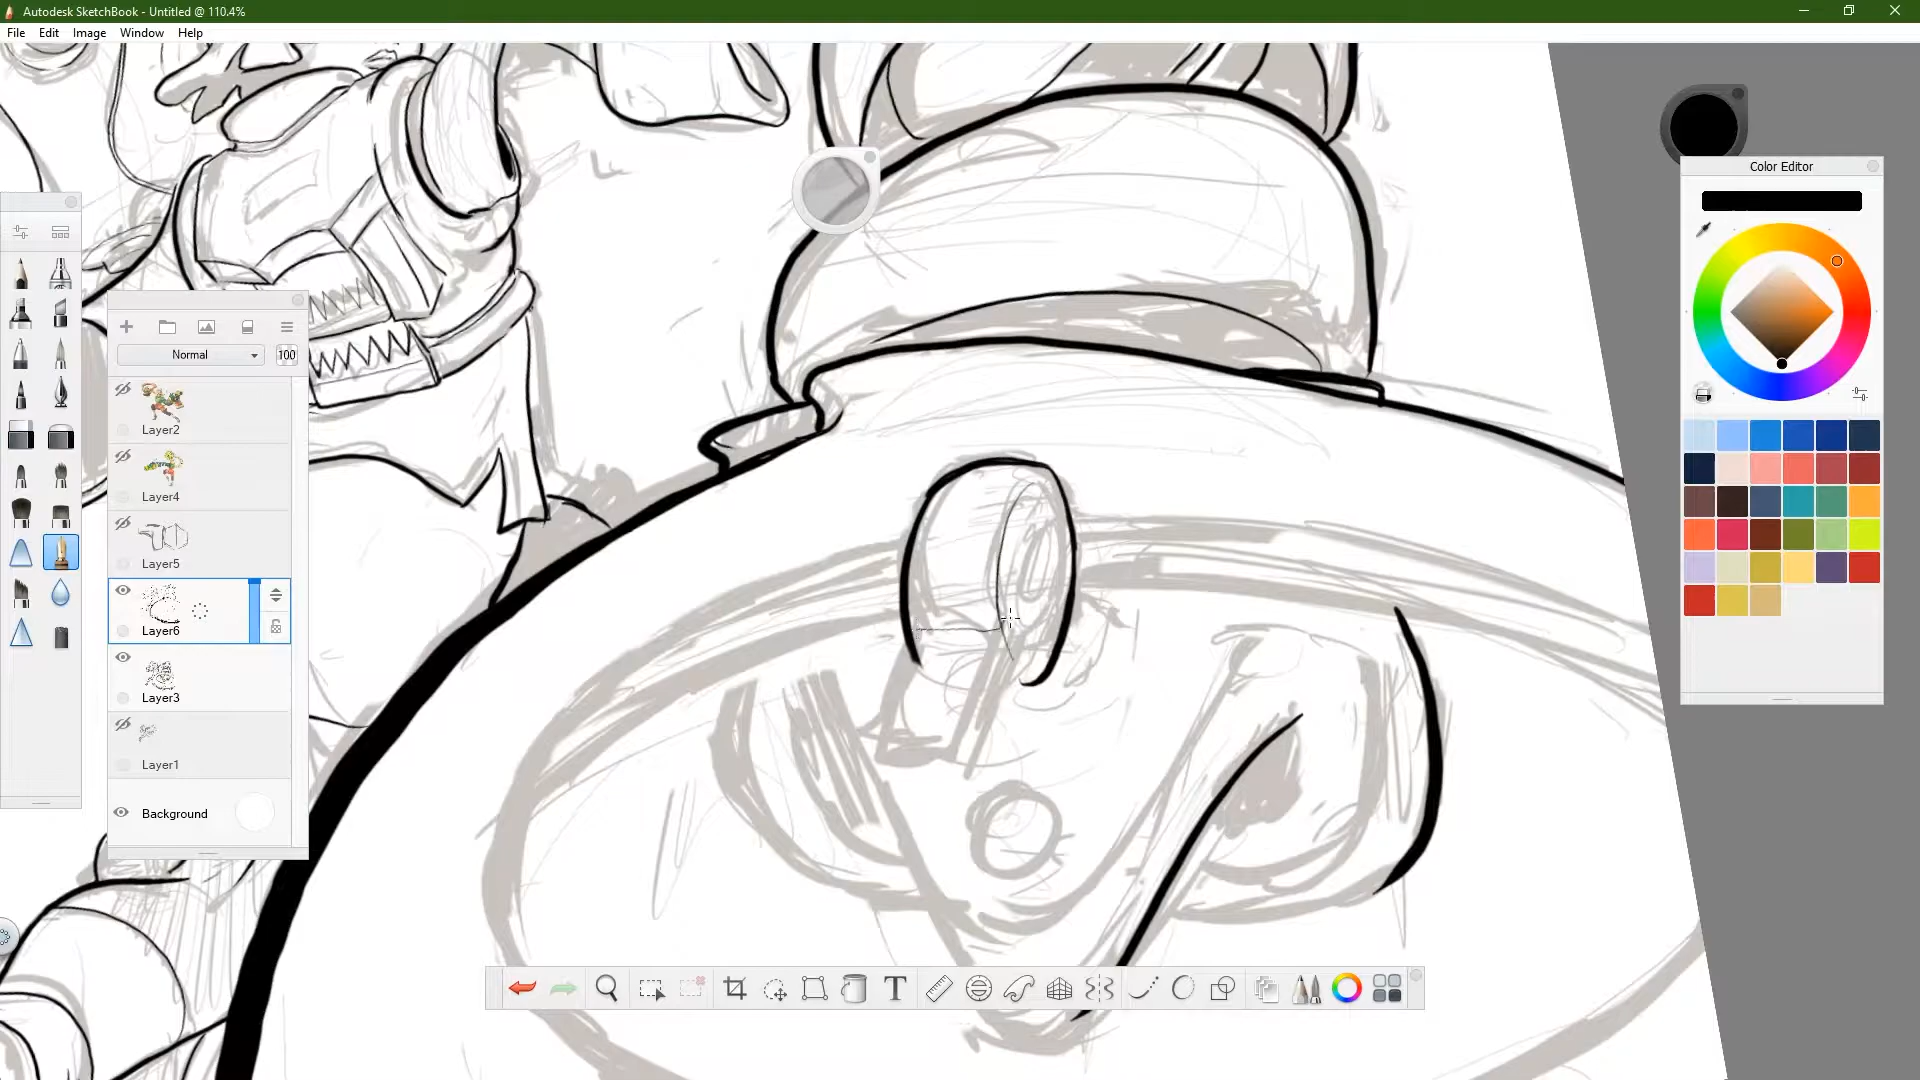 Autodesk SketchBook - Untitled @ 110.4%
File Edit Image Window Help
Color Editor
Normal 100
Layer2
Layer4
Layer5
Layer6
Layer3
Layer1
Background
T